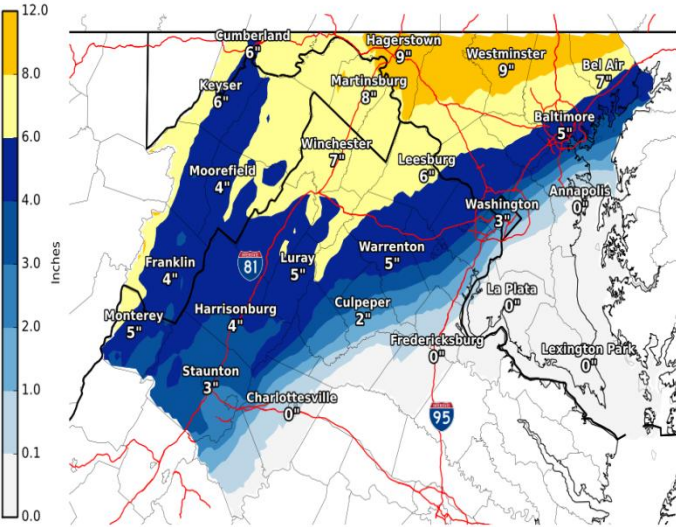 12.0
8.0
6.0
4.0
3.0
2.0
1.0
0.1
0.0
Inches
Cumberland
6"
Hagerstown
9"
Westminster
9"
Bel Air
7"
Keyser
6"
Martinsburg
8"
Baltimore
5"
Winchester
7"
Leesburg
6"
Moorefield
4"
Annapolis
0"
Washington
3"
Franklin
4"
81
Luray
5"
Warrenton
5"
La Plata
0"
Monterey
5"
Harrisonburg
4"
Culpeper
2"
Fredericksburg
0"
Lexington Park
0"
Staunton
3"
Charlottesville
0"
95